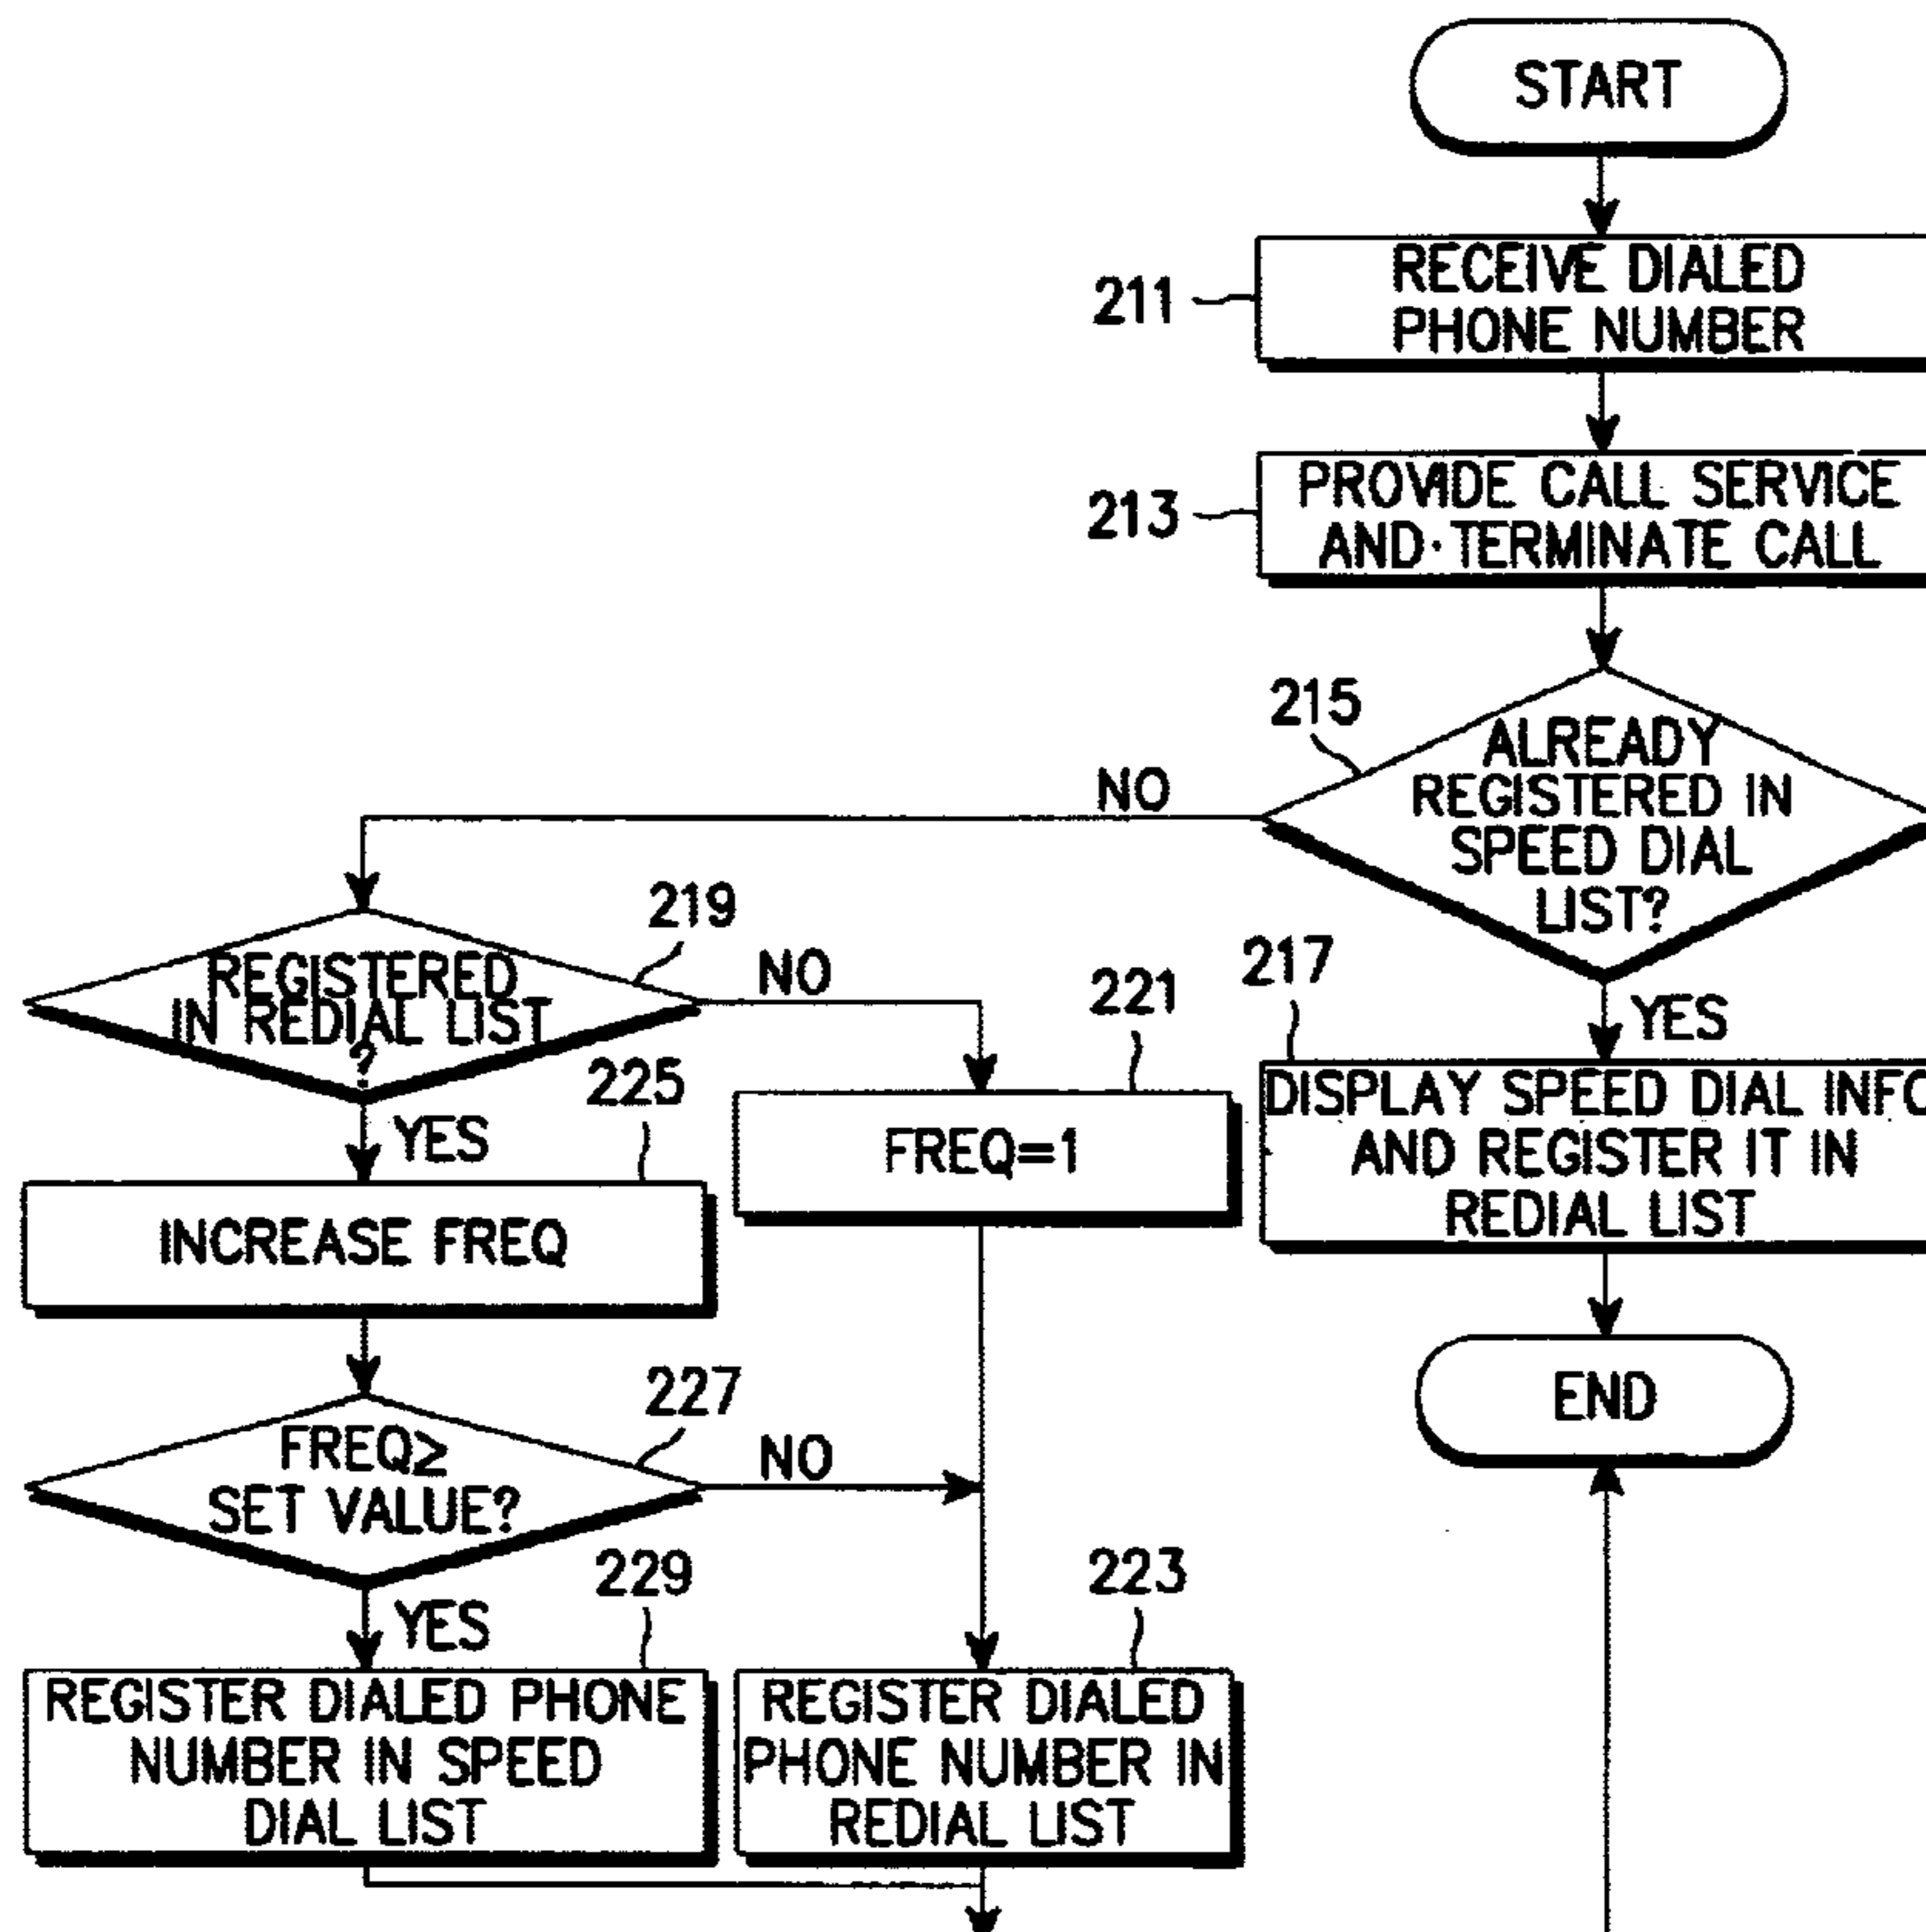 START
211
RECEIVE DIALED
PHONE NUMBER
213
PROVIDE CALL SERVICE
AND TERMINATE CALL
215
ALREADY
REGISTERED IN
SPEED DIAL
LIST?
NO
YES
219
REGISTERED
IN REDIAL LIST
?
NO
YES
221
FREQ=1
217
DISPLAY SPEED DIAL INFO
AND REGISTER IT IN
REDIAL LIST
225
INCREASE FREQ
END
227
FREQ≥
SET VALUE?
NO
YES
229
REGISTER DIALED PHONE
NUMBER IN SPEED
DIAL LIST
223
REGISTER DIALED
PHONE NUMBER IN
REDIAL LIST